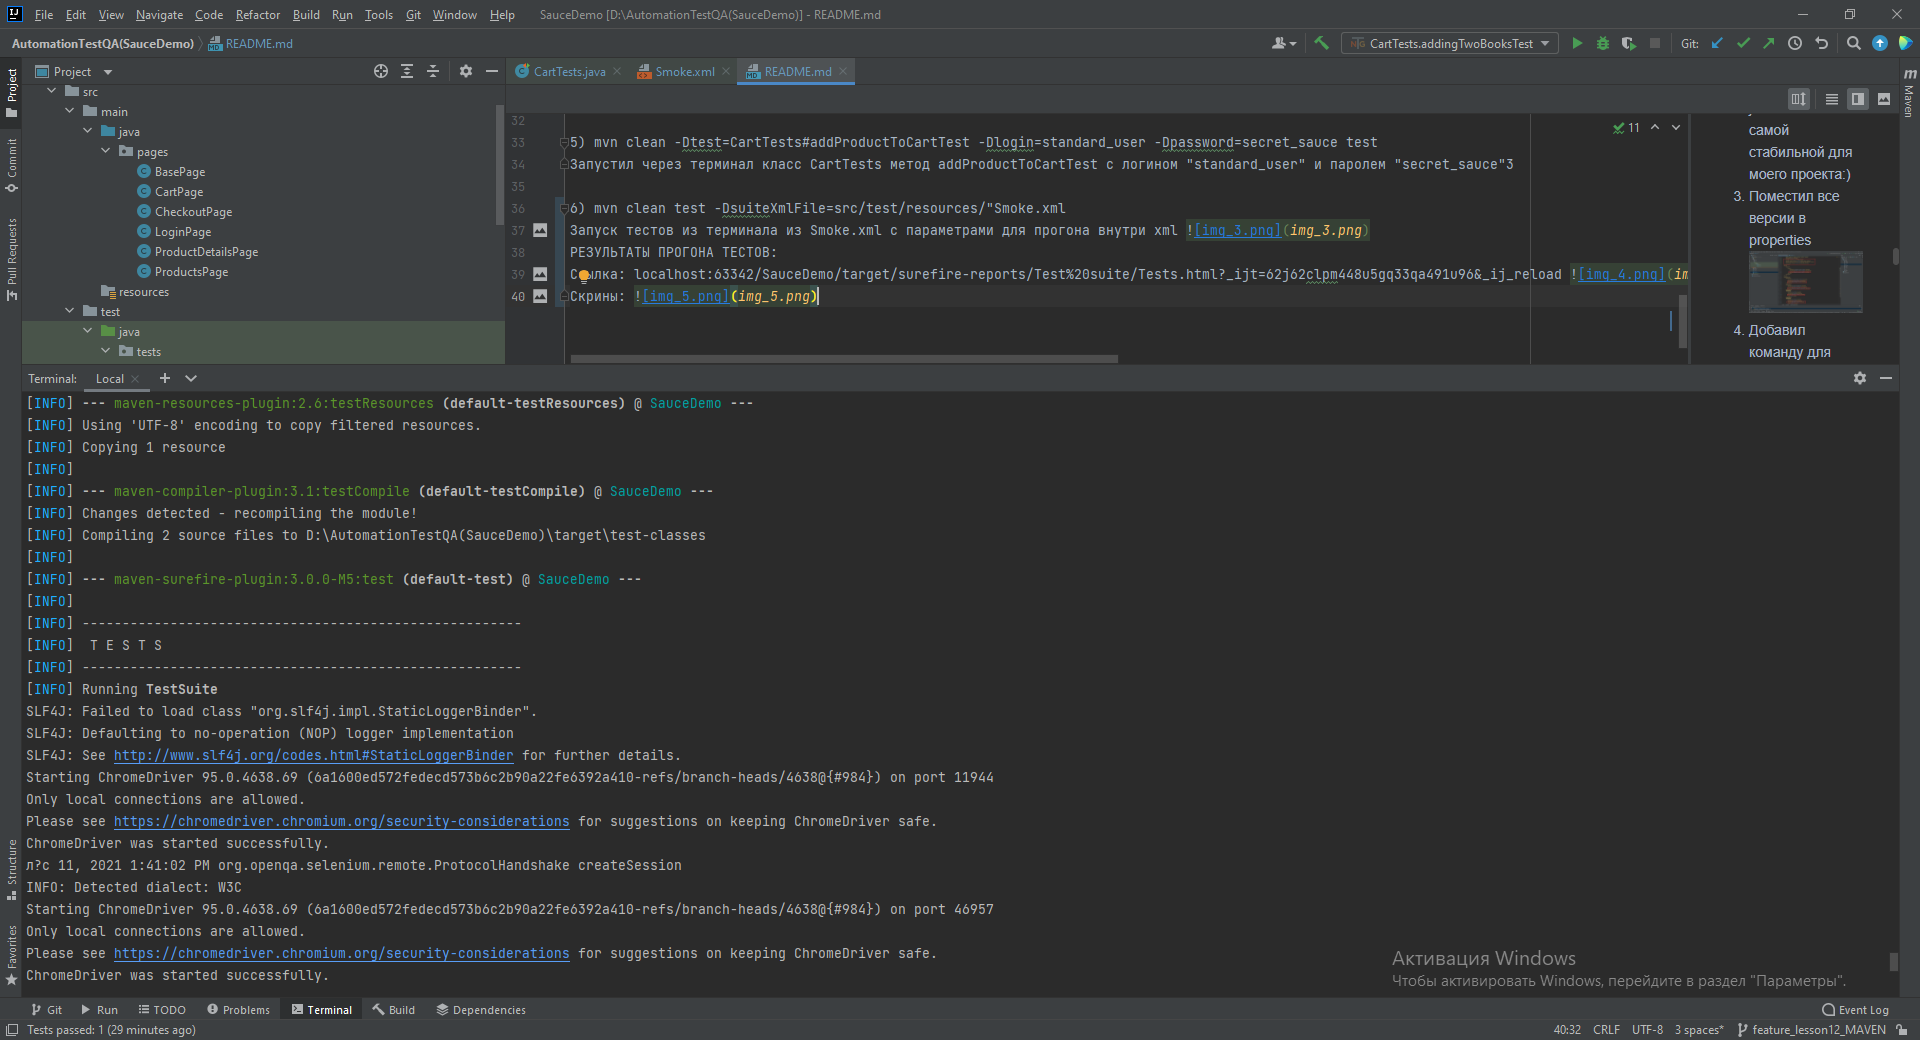 File Edit View Navigate Code Refactor Build Run Tools Git Window Help SauceDemo [D:\AutomationTestQA(SauceDemo)] - README.md
AutomationTestQA(SauceDemo) README.md CartTests.addingTwoBooksTest Git:
Project
CartTests.java Smoke.xml README.md
src
main
java
pages
BasePage
CartPage
CheckoutPage
LoginPage
ProductDetailsPage
ProductsPage
resources
test
java
tests
Project
Commit
Pull Requests
Structure
Favorites
Maven
11
32
33 5) mvn clean -Dtest=CartTests#addProductToCartTest -Dlogin=standard_user -Dpassword=secret_sauce test
34 Запустил через терминал класс CartTests метод addProductToCartTest с логином "standard_user" и паролем "secret_sauce"3
35
36 6) mvn clean test -DsuiteXmlFile=src/test/resources/"Smoke.xml
37 Запуск тестов из терминала из Smoke.xml с параметрами для прогона внутри xml ![img_3.png](img_3.png)
38 РЕЗУЛЬТАТЫ ПРОГОНА ТЕСТОВ:
39 Ссылка: localhost:63342/SauceDemo/target/surefire-reports/Test%20suite/Tests.html?_ijt=62j62clpm448u5gq33qa491u96&_ij_reload ![img_4.png](im
40 Скрины: ![img_5.png](img_5.png)
самой
стабильной для
моего проекта:)
3. Поместил все
версии в
properties
4. Добавил
команду для
Terminal: Local
[INFO] --- maven-resources-plugin:2.6:testResources (default-testResources) @ SauceDemo ---
[INFO] Using 'UTF-8' encoding to copy filtered resources.
[INFO] Copying 1 resource
[INFO]
[INFO] --- maven-compiler-plugin:3.1:testCompile (default-testCompile) @ SauceDemo ---
[INFO] Changes detected - recompiling the module!
[INFO] Compiling 2 source files to D:\AutomationTestQA(SauceDemo)\target\test-classes
[INFO]
[INFO] --- maven-surefire-plugin:3.0.0-M5:test (default-test) @ SauceDemo ---
[INFO]
[INFO] -------------------------------------------------------
[INFO]  T E S T S
[INFO] -------------------------------------------------------
[INFO] Running TestSuite
SLF4J: Failed to load class "org.slf4j.impl.StaticLoggerBinder".
SLF4J: Defaulting to no-operation (NOP) logger implementation
SLF4J: See http://www.slf4j.org/codes.html#StaticLoggerBinder for further details.
Starting ChromeDriver 95.0.4638.69 (6a1600ed572fedecd573b6c2b90a22fe6392a410-refs/branch-heads/4638@{#984}) on port 11944
Only local connections are allowed.
Please see https://chromedriver.chromium.org/security-considerations for suggestions on keeping ChromeDriver safe.
ChromeDriver was started successfully.
л?с 11, 2021 1:41:02 PM org.openqa.selenium.remote.ProtocolHandshake createSession
INFO: Detected dialect: W3C
Starting ChromeDriver 95.0.4638.69 (6a1600ed572fedecd573b6c2b90a22fe6392a410-refs/branch-heads/4638@{#984}) on port 46957
Only local connections are allowed.
Please see https://chromedriver.chromium.org/security-considerations for suggestions on keeping ChromeDriver safe.
ChromeDriver was started successfully.
Активация Windows
Чтобы активировать Windows, перейдите в раздел "Параметры".
Git Run TODO Problems Terminal Build Dependencies Event Log
Tests passed: 1 (29 minutes ago) 40:32 CRLF UTF-8 3 spaces* feature_lesson12_MAVEN